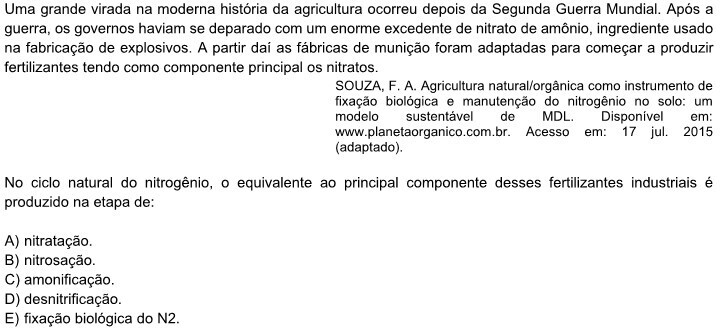 Uma grande virada na moderna história da agricultura ocorreu depois da Segunda Guerra Mundial. Após a
guerra, os governos haviam se deparado com um enorme excedente de nitrato de amônio, ingrediente usado
na fabricação de explosivos. A partir daí as fábricas de munição foram adaptadas para começar a produzir
fertilizantes tendo como componente principal os nitratos.
SOUZA, F. A. Agricultura natural/orgânica como instrumento de
fixação biológica e manutenção do nitrogênio no solo: um
modelo sustentável de MDL. Disponível em:
www.planetaorganico.com.br. Acesso em: 17 jul. 2015
(adaptado).
No ciclo natural do nitrogênio, o equivalente ao principal componente desses fertilizantes industriais é
produzido na etapa de:
A) nitratação.
B) nitrosação.
C) amonificação.
D) desnitrificação.
E) fixação biológica do N2.